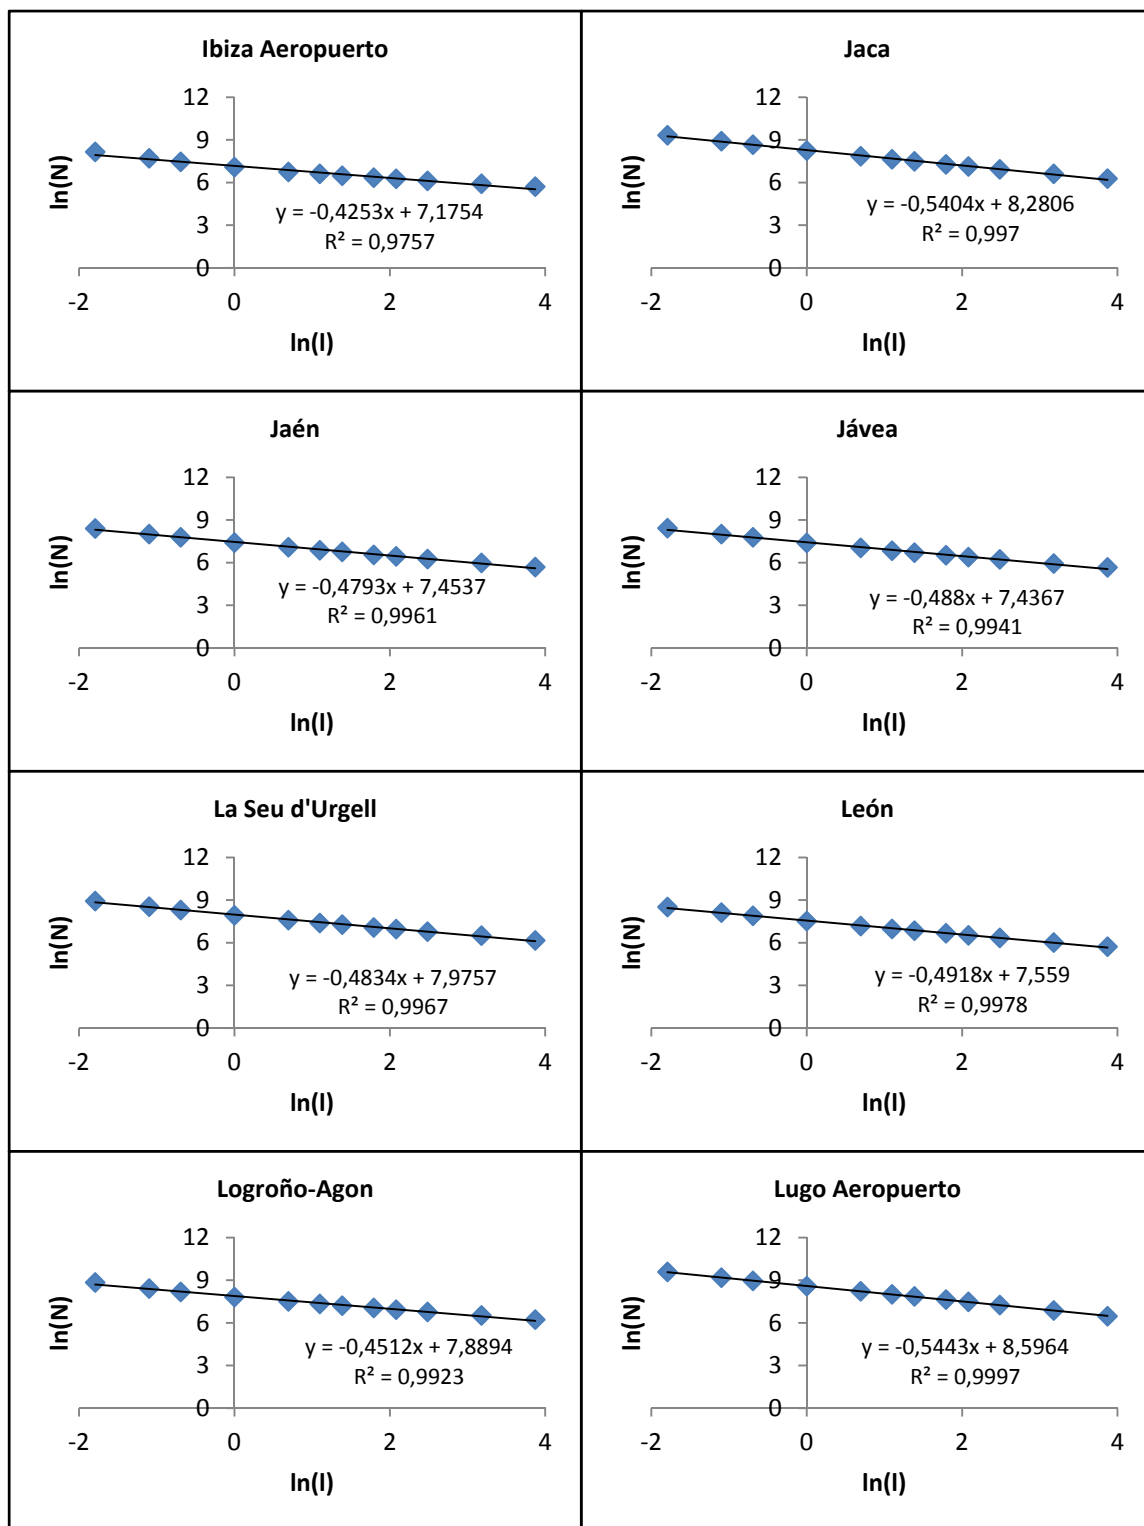 Ibiza Aeropuerto
12
9
6
3
0
-2 0 2 4
ln(N)
ln(l)
y = -0,4253x + 7,1754
R² = 0,9757
Jaca
12
9
6
3
0
-2 0 2 4
ln(N)
ln(l)
y = -0,5404x + 8,2806
R² = 0,997
Jaén
12
9
6
3
0
-2 0 2 4
ln(N)
ln(l)
y = -0,4793x + 7,4537
R² = 0,9961
Jávea
12
9
6
3
0
-2 0 2 4
ln(N)
ln(l)
y = -0,488x + 7,4367
R² = 0,9941
La Seu d'Urgell
12
9
6
3
0
-2 0 2 4
ln(N)
ln(l)
y = -0,4834x + 7,9757
R² = 0,9967
León
12
9
6
3
0
-2 0 2 4
ln(N)
ln(l)
y = -0,4918x + 7,559
R² = 0,9978
Logroño-Agon
12
9
6
3
0
-2 0 2 4
ln(N)
ln(l)
y = -0,4512x + 7,8894
R² = 0,9923
Lugo Aeropuerto
12
9
6
3
0
-2 0 2 4
ln(N)
ln(l)
y = -0,5443x + 8,5964
R² = 0,9997